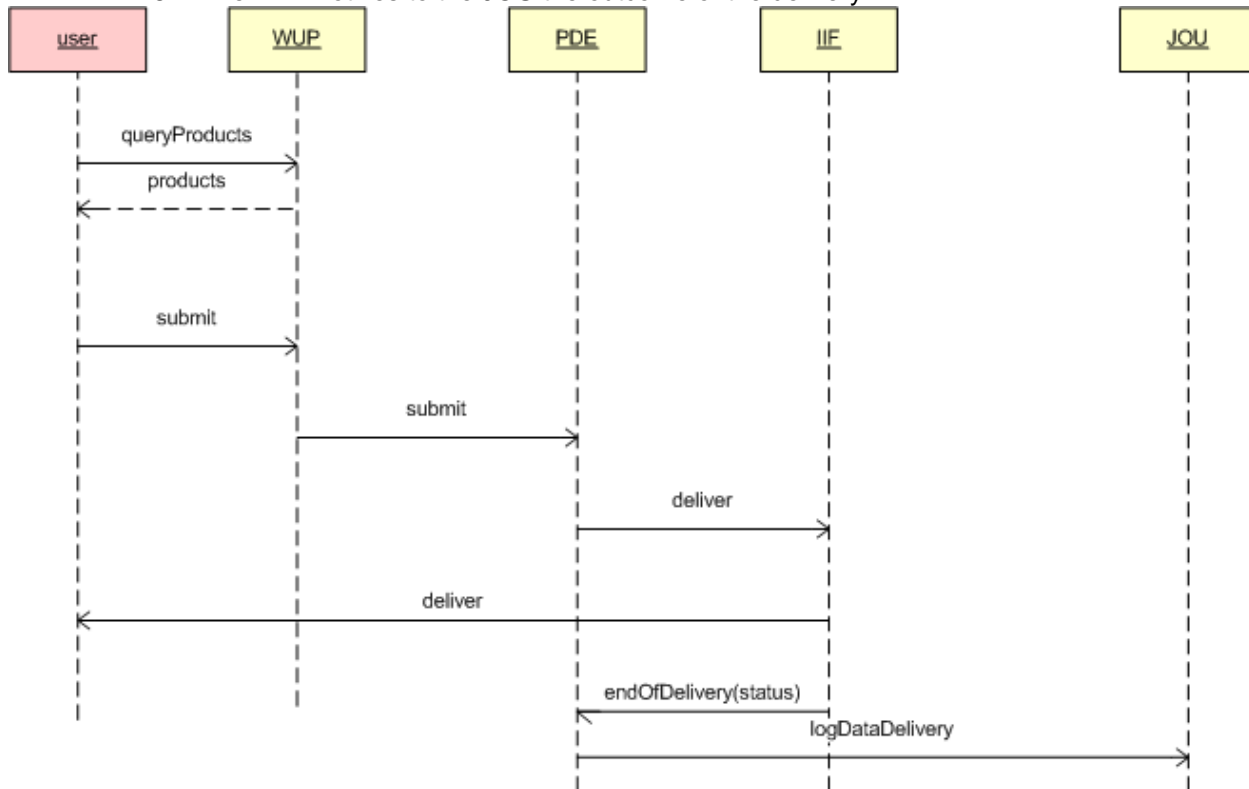 user WUP PDE IIF JOU
queryProducts
products
submit
submit
deliver
deliver
endOfDelivery(status)
logDataDelivery